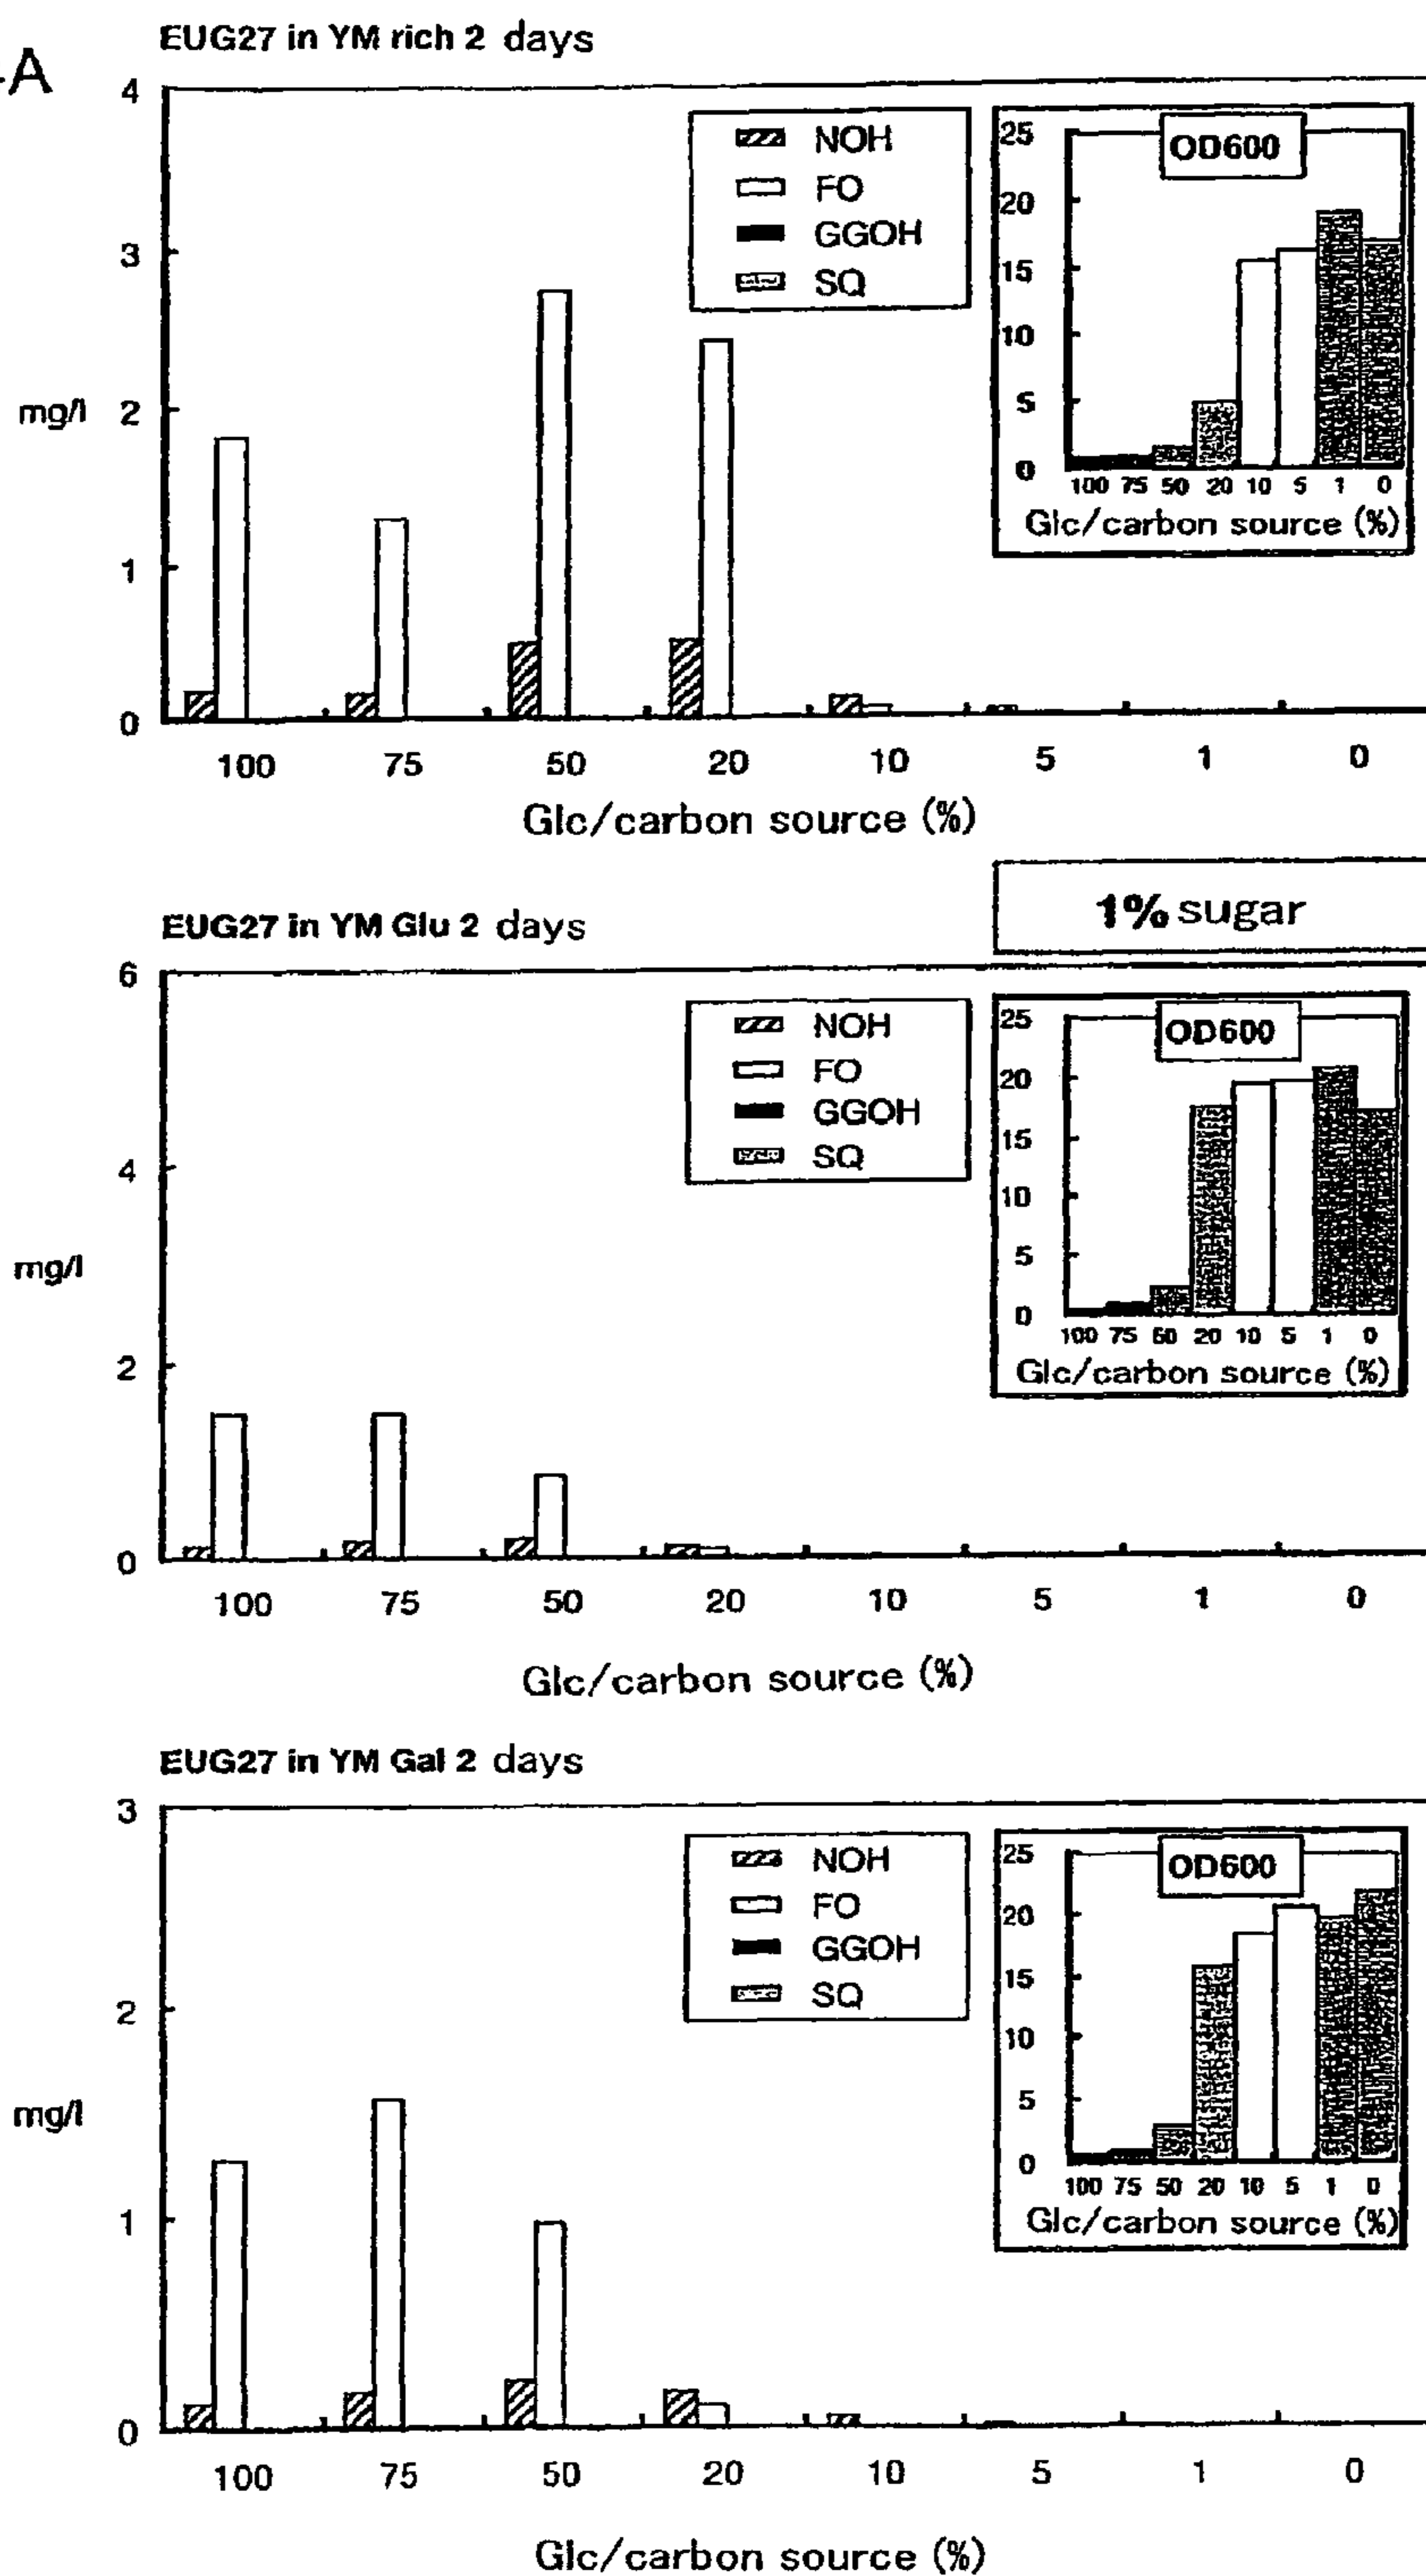 -A
EUG27 in YM rich 2 days
4
3
mg/l 2
1
0
NOH
FO
GGOH
SQ
OD600
25
20
15
10
5
0
100 75 50 20 10 5 1 0
Glc/carbon source (%)
100 75 50 20 10 5 1 0
Glc/carbon source (%)
1% sugar
EUG27 in YM Glu 2 days
6
4
mg/l
2
0
NOH
FO
GGOH
SQ
OD600
25
20
15
10
5
0
100 75 50 20 10 5 1 0
Glc/carbon source (%)
100 75 50 20 10 5 1 0
Glc/carbon source (%)
EUG27 in YM Gal 2 days
3
2
mg/l
1
0
NOH
FO
GGOH
SQ
OD600
25
20
15
10
5
0
100 75 50 20 10 5 1 0
Glc/carbon source (%)
100 75 50 20 10 5 1 0
Glc/carbon source (%)